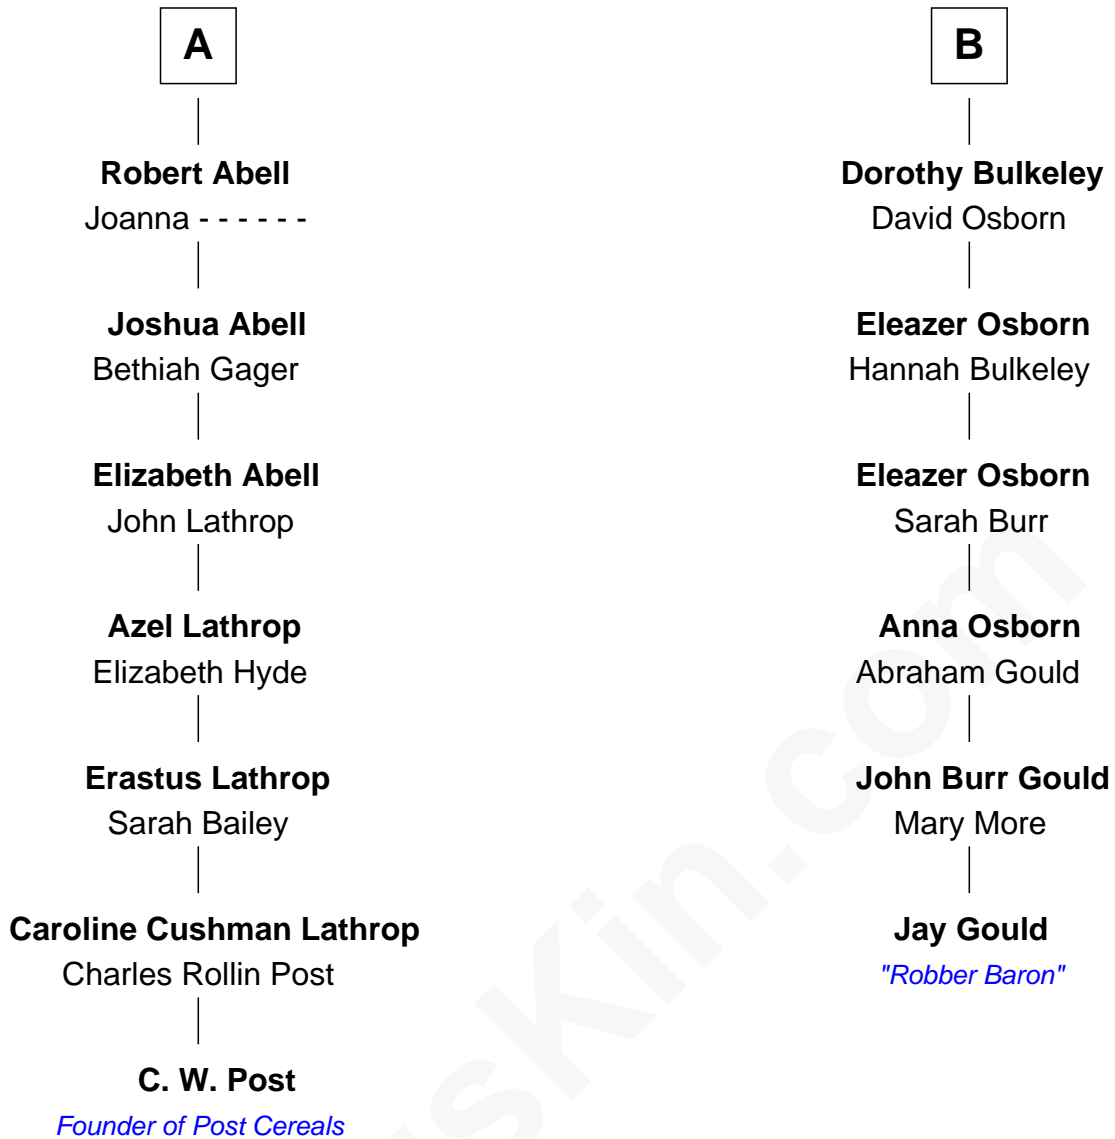 A
Robert Abell
Joanna - - - - - -
Joshua Abell
Bethiah Gager
Elizabeth Abell
John Lathrop
Azel Lathrop
Elizabeth Hyde
Erastus Lathrop
Sarah Bailey
Caroline Cushman Lathrop
Charles Rollin Post
C. W. Post
Founder of Post Cereals
B
Dorothy Bulkeley
David Osborn
Eleazer Osborn
Hannah Bulkeley
Eleazer Osborn
Sarah Burr
Anna Osborn
Abraham Gould
John Burr Gould
Mary More
Jay Gould
"Robber Baron"